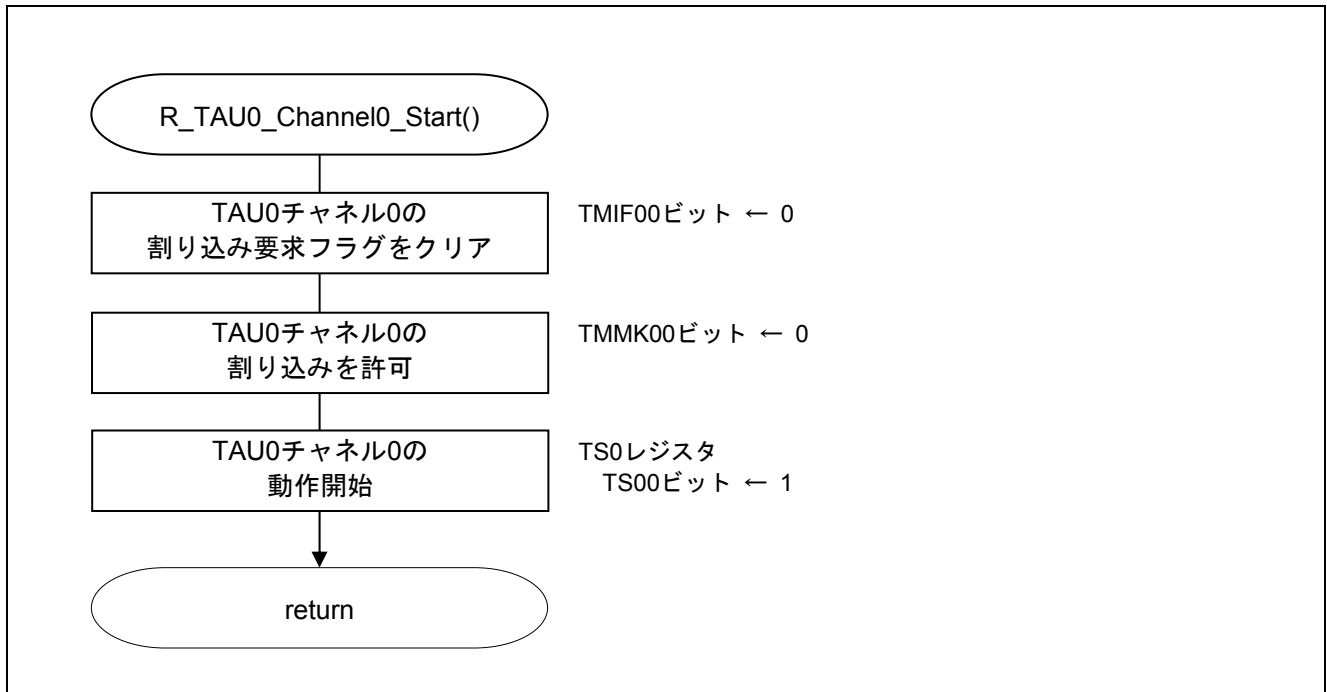 R_TAU0_Channel0_Start()
TAU0チャネル0の
割り込み要求フラグをクリア
TMIF00ビット ← 0
TAU0チャネル0の
割り込みを許可
TMMK00ビット ← 0
TAU0チャネル0の
動作開始
TS0レジスタ
TS00ビット ← 1
return